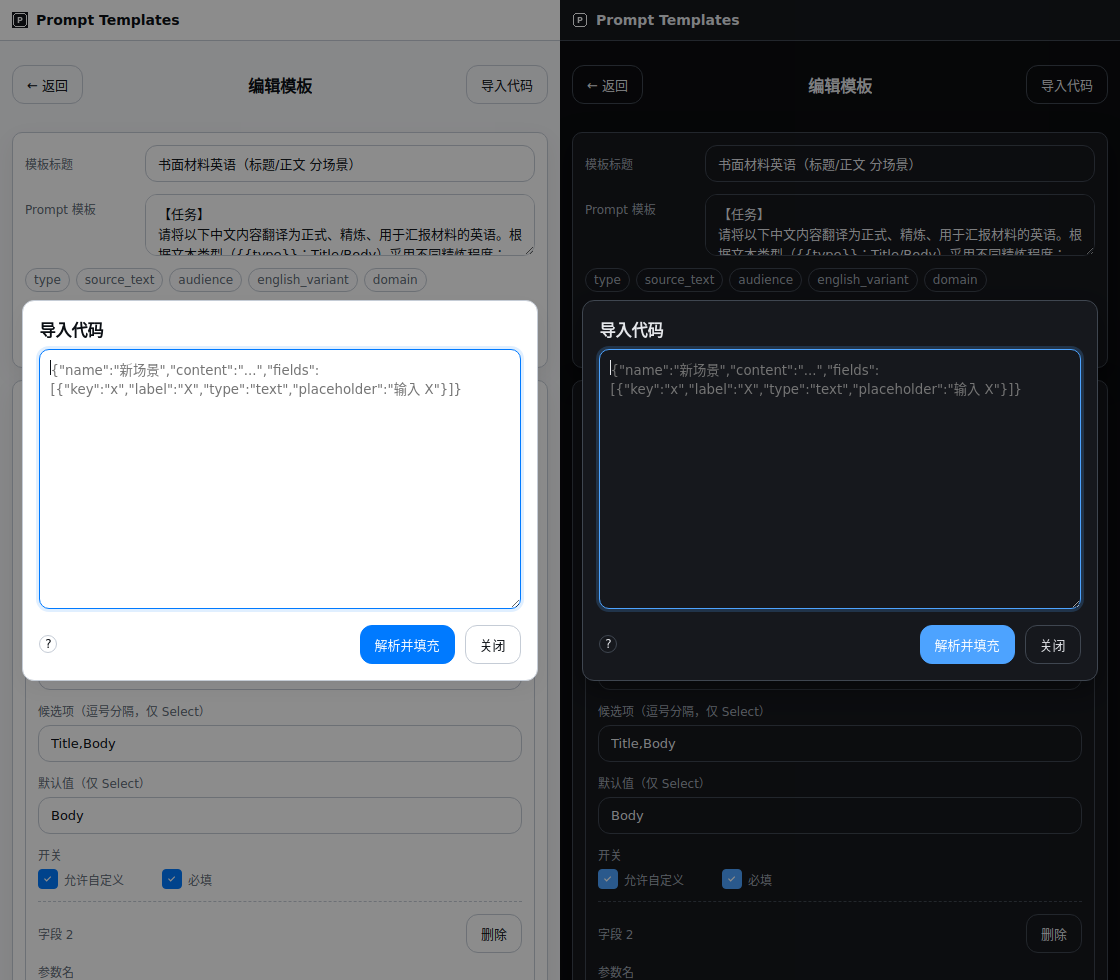 P Prompt Templates
← 返回
编辑模板
导入代码
模板标题
书面材料英语（标题/正文 分场景）
Prompt 模板
【任务】
请将以下中文内容翻译为正式、精炼、用于汇报材料的英语。根
据文本类型（{{type}}：Title/Body）采用不同精炼程度：
type
source_text
audience
english_variant
domain
导入代码
{"name":"新场景","content":"...","fields":
[{"key":"x","label":"X","type":"text","placeholder":"输入 X"}]}
?
解析并填充
关闭
候选项（逗号分隔，仅 Select）
Title,Body
默认值（仅 Select）
Body
开关
允许自定义
必填
字段 2
删除
参数名
P Prompt Templates
← 返回
编辑模板
导入代码
模板标题
书面材料英语（标题/正文 分场景）
Prompt 模板
【任务】
请将以下中文内容翻译为正式、精炼、用于汇报材料的英语。根
据文本类型（{{type}}：Title/Body）采用不同精炼程度：
type
source_text
audience
english_variant
domain
导入代码
{"name":"新场景","content":"...","fields":
[{"key":"x","label":"X","type":"text","placeholder":"输入 X"}]}
?
解析并填充
关闭
候选项（逗号分隔，仅 Select）
Title,Body
默认值（仅 Select）
Body
开关
允许自定义
必填
字段 2
删除
参数名